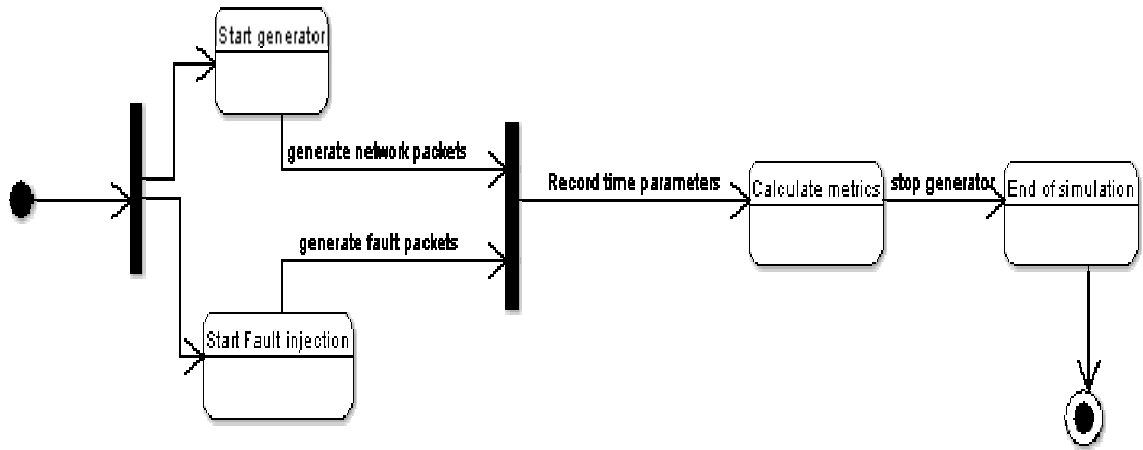 Start generator
generate network packets
Record time parameters
Calculate metrics
stop generator
End of simulation
generate fault packets
Start Fault injection